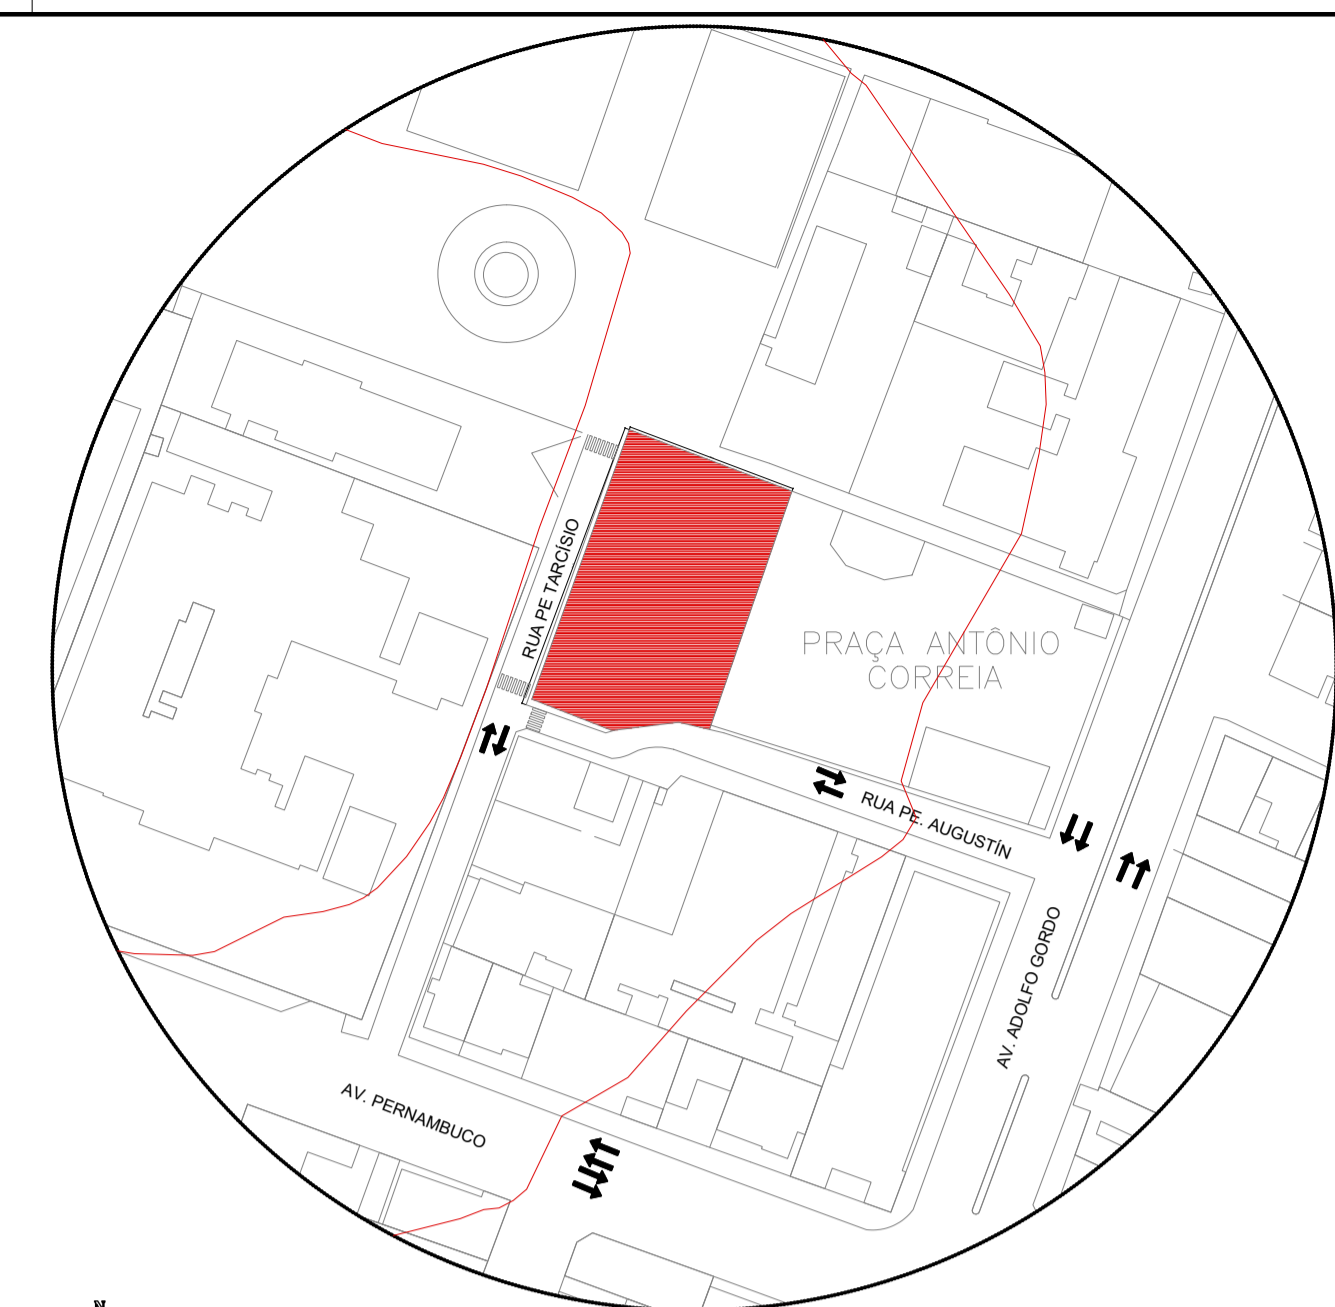 RUA PE TARCÍSIO
PRAÇA ANTÔNIO
CORREIA
RUA PE. AUGUSTÍN
AV. ADOLFO GORDO
AV. PERNAMBUCO
N